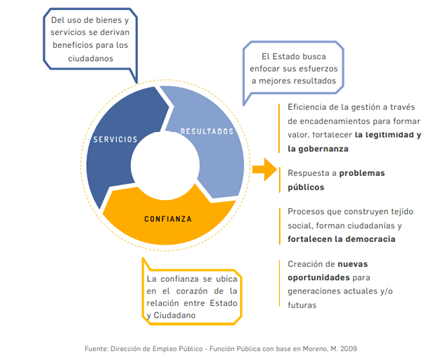 Del uso de bienes y
servicios se derivan
beneficios para los
ciudadanos
El Estado busca
enfocar sus esfuerzos
a mejores resultados
SERVICIOS
RESULTADOS
CONFIANZA
Eficiencia de la gestión a través
de encadenamientos para formar
valor, fortalecer la legitimidad y
la gobernanza
Respuesta a problemas
públicos
Procesos que construyen tejido
social, forman ciudadanías y
fortalecen la democracia
Creación de nuevas
oportunidades para
generaciones actuales y/o
futuras
La confianza se ubica
en el corazón de la
relación entre Estado
y Ciudadano
Fuente: Dirección de Empleo Público - Función Pública con base en Moreno, M. 2009